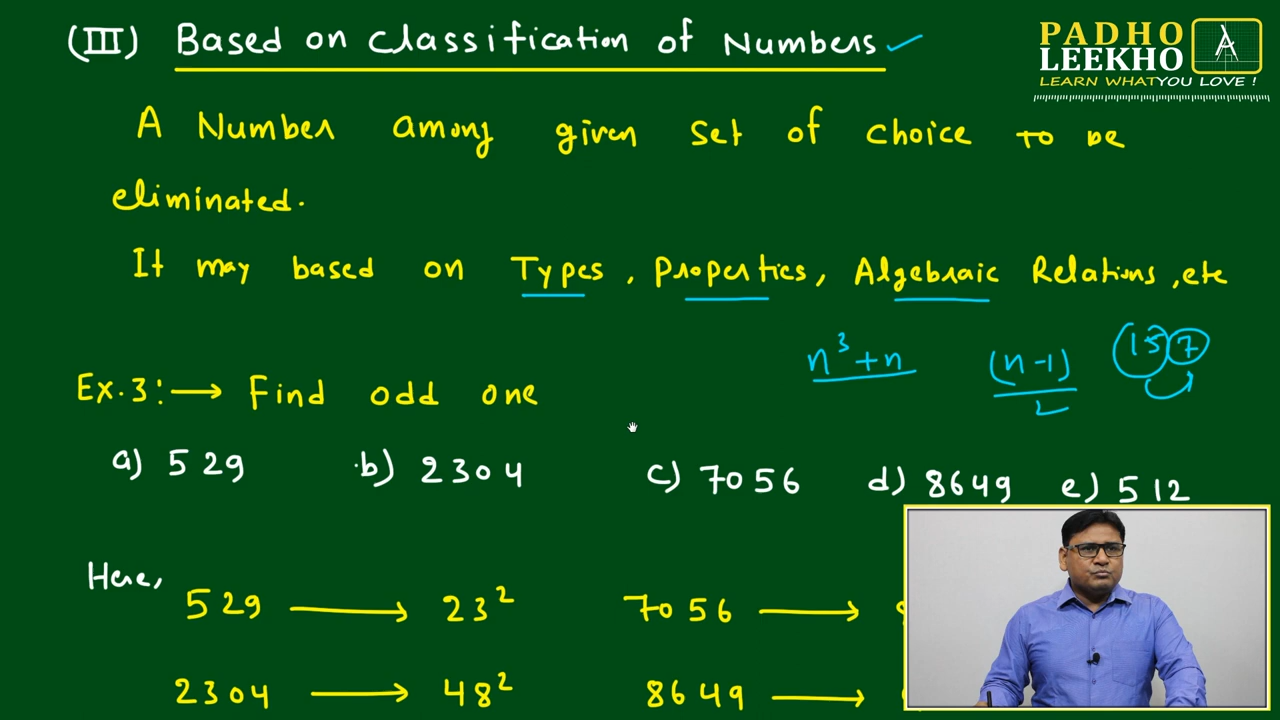 (III) Based on Classification of Numbers
PADHO
LEEKHO
LEARN WHAT YOU LOVE !
A Number among given set of choice to be
eliminated.
It may based on Types, Properties, Algebraic Relations, etc
n³+n (n-1)/2 15 7
Ex.3:→ Find odd one
a) 529 b) 2304 c) 7056 d) 8649 e) 512
Here,
529 → 23² 7056 →
2304 → 48² 8649 →